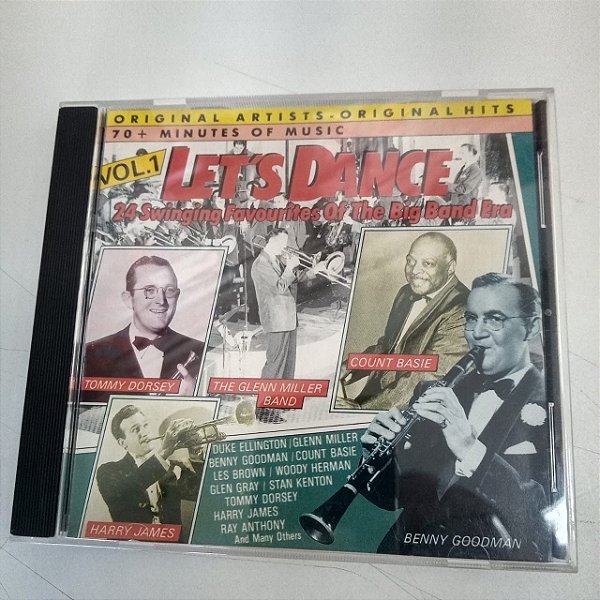 ORIGINAL ARTISTS-ORIGINAL HITS
70+ MINUTES OF MUSIC
VOL.1
LET'S DANCE
24 Swinging Favourites Of The Big Band Era
TOMMY DORSEY
THE GLENN MILLER
BAND
COUNT BASIE
HARRY JAMES
DUKE ELLINGTON/GLENN MILLER
BENNY GOODMAN/COUNT BASIE
LES BROWN/WOODY HERMAN
GLEN GRAY/STAN KENTON
TOMMY DORSEY
HARRY JAMES
RAY ANTHONY
And Many Others
BENNY GOODMAN